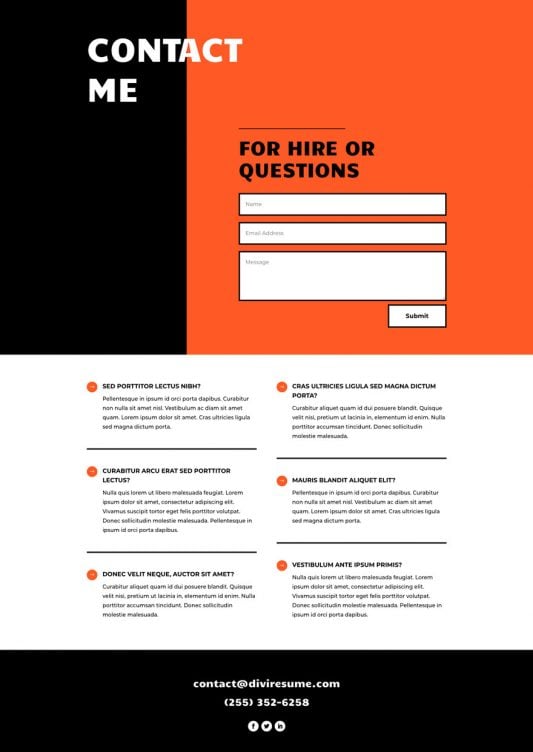 CONTACT
ME
FOR HIRE OR
QUESTIONS
Name
Email Address
Message
Submit
SED PORTTITOR LECTUS NIBH?
Pellentesque in ipsum id orci porta dapibus. Curabitur
non nulla sit amet nisl. Vestibulum ac diam sit amet
quam. Lorem ipsum dolor sit amet. Cras ultricies ligula
sed magna dictum porta.
CURABITUR ARCU ERAT SED PORTTITOR
LECTUS?
Nulla quis lorem ut libero malesuada feugiat. Lorem
ipsum dolor sit amet, consectetur adipiscing elit.
Vivamus suscipit tortor eget felis porttitor volutpat.
Donec sollicitudin molestie malesuada. Pellentesque in
ipsum id orci porta dapibus.
DONEC VELIT NEQUE, AUCTOR SIT AMET?
Curabitur aliquet quam id dui posuere blandit. Quisque
velit nisi, pretium ut lacinia in, elementum id enim. Nulla
porttitor accumsan tincidunt. Donec sollicitudin
molestie malesuada.
CRAS ULTRICIES LIGULA SED MAGNA DICTUM
PORTA?
Curabitur aliquet quam id dui posuere blandit. Quisque
velit nisi, pretium ut lacinia in, elementum id enim. Nulla
porttitor accumsan tincidunt. Donec sollicitudin
molestie malesuada.
MAURIS BLANDIT ALIQUET ELIT?
Pellentesque in ipsum id orci porta dapibus. Curabitur
non nulla sit amet nisl. Vestibulum ac diam sit amet
quam. Lorem ipsum dolor sit amet.
VESTIBULUM ANTE IPSUM PRIMIS?
Nulla quis lorem ut libero malesuada feugiat. Lorem
ipsum dolor sit amet, consectetur adipiscing elit.
Vivamus suscipit tortor eget felis porttitor volutpat.
Donec sollicitudin molestie malesuada. Pellentesque in
ipsum id orci porta dapibus.
contact@diviresume.com
(255) 352-6258